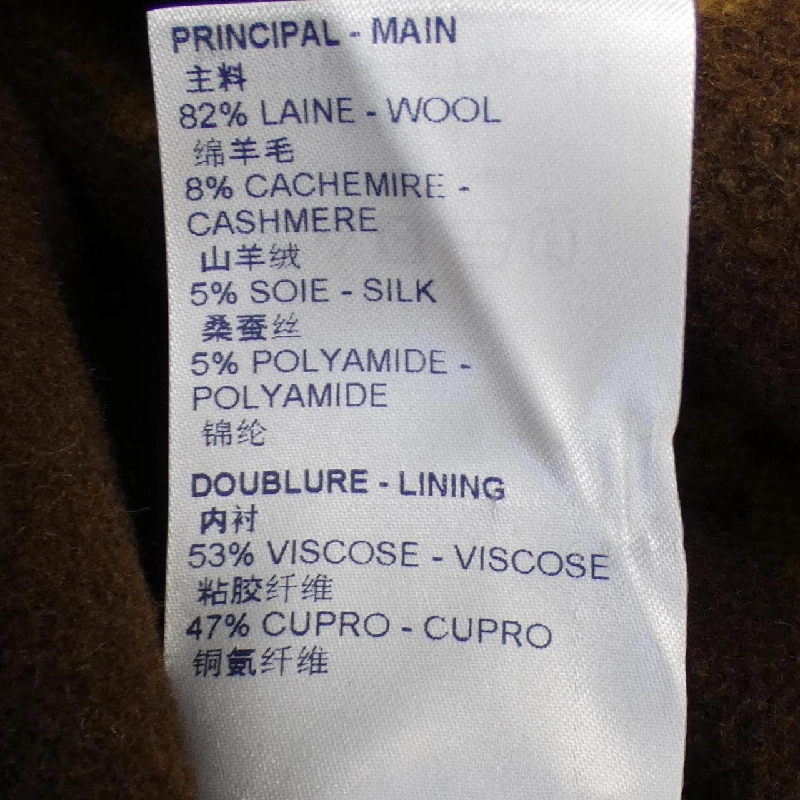 PRINCIPAL - MAIN
主料
82% LAINE - WOOL
绵羊毛
8% CACHEMIRE -
CASHMERE
山羊绒
5% SOIE - SILK
桑蚕丝
5% POLYAMIDE -
POLYAMIDE
锦纶
DOUBLURE - LINING
内衬
53% VISCOSE - VISCOSE
粘胶纤维
47% CUPRO - CUPRO
铜氨纤维